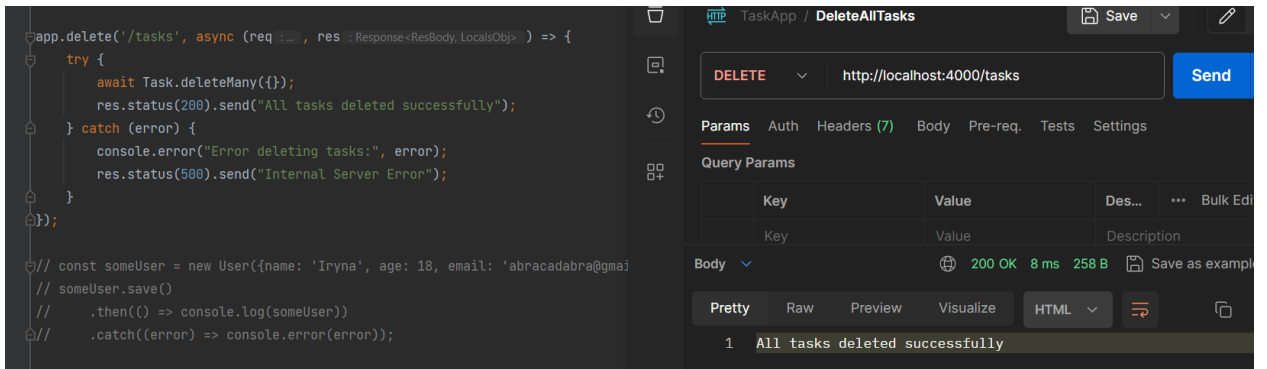 app.delete('/tasks', async (req :… , res : Response<ResBody, LocalsObj> ) => {
try {
await Task.deleteMany({});
res.status(200).send("All tasks deleted successfully");
} catch (error) {
console.error("Error deleting tasks:", error);
res.status(500).send("Internal Server Error");
}
});
// const someUser = new User({name: 'Iryna', age: 18, email: 'abracadabra@gmai
// someUser.save()
// .then(() => console.log(someUser))
// .catch((error) => console.error(error));
HTTP TaskApp / DeleteAllTasks Save
DELETE http://localhost:4000/tasks Send
Params Auth Headers (7) Body Pre-req. Tests Settings
Query Params
Key Value Des... ••• Bulk Edi
Key Value Description
Body 200 OK 8 ms 258 B Save as example
Pretty Raw Preview Visualize HTML
1 All tasks deleted successfully